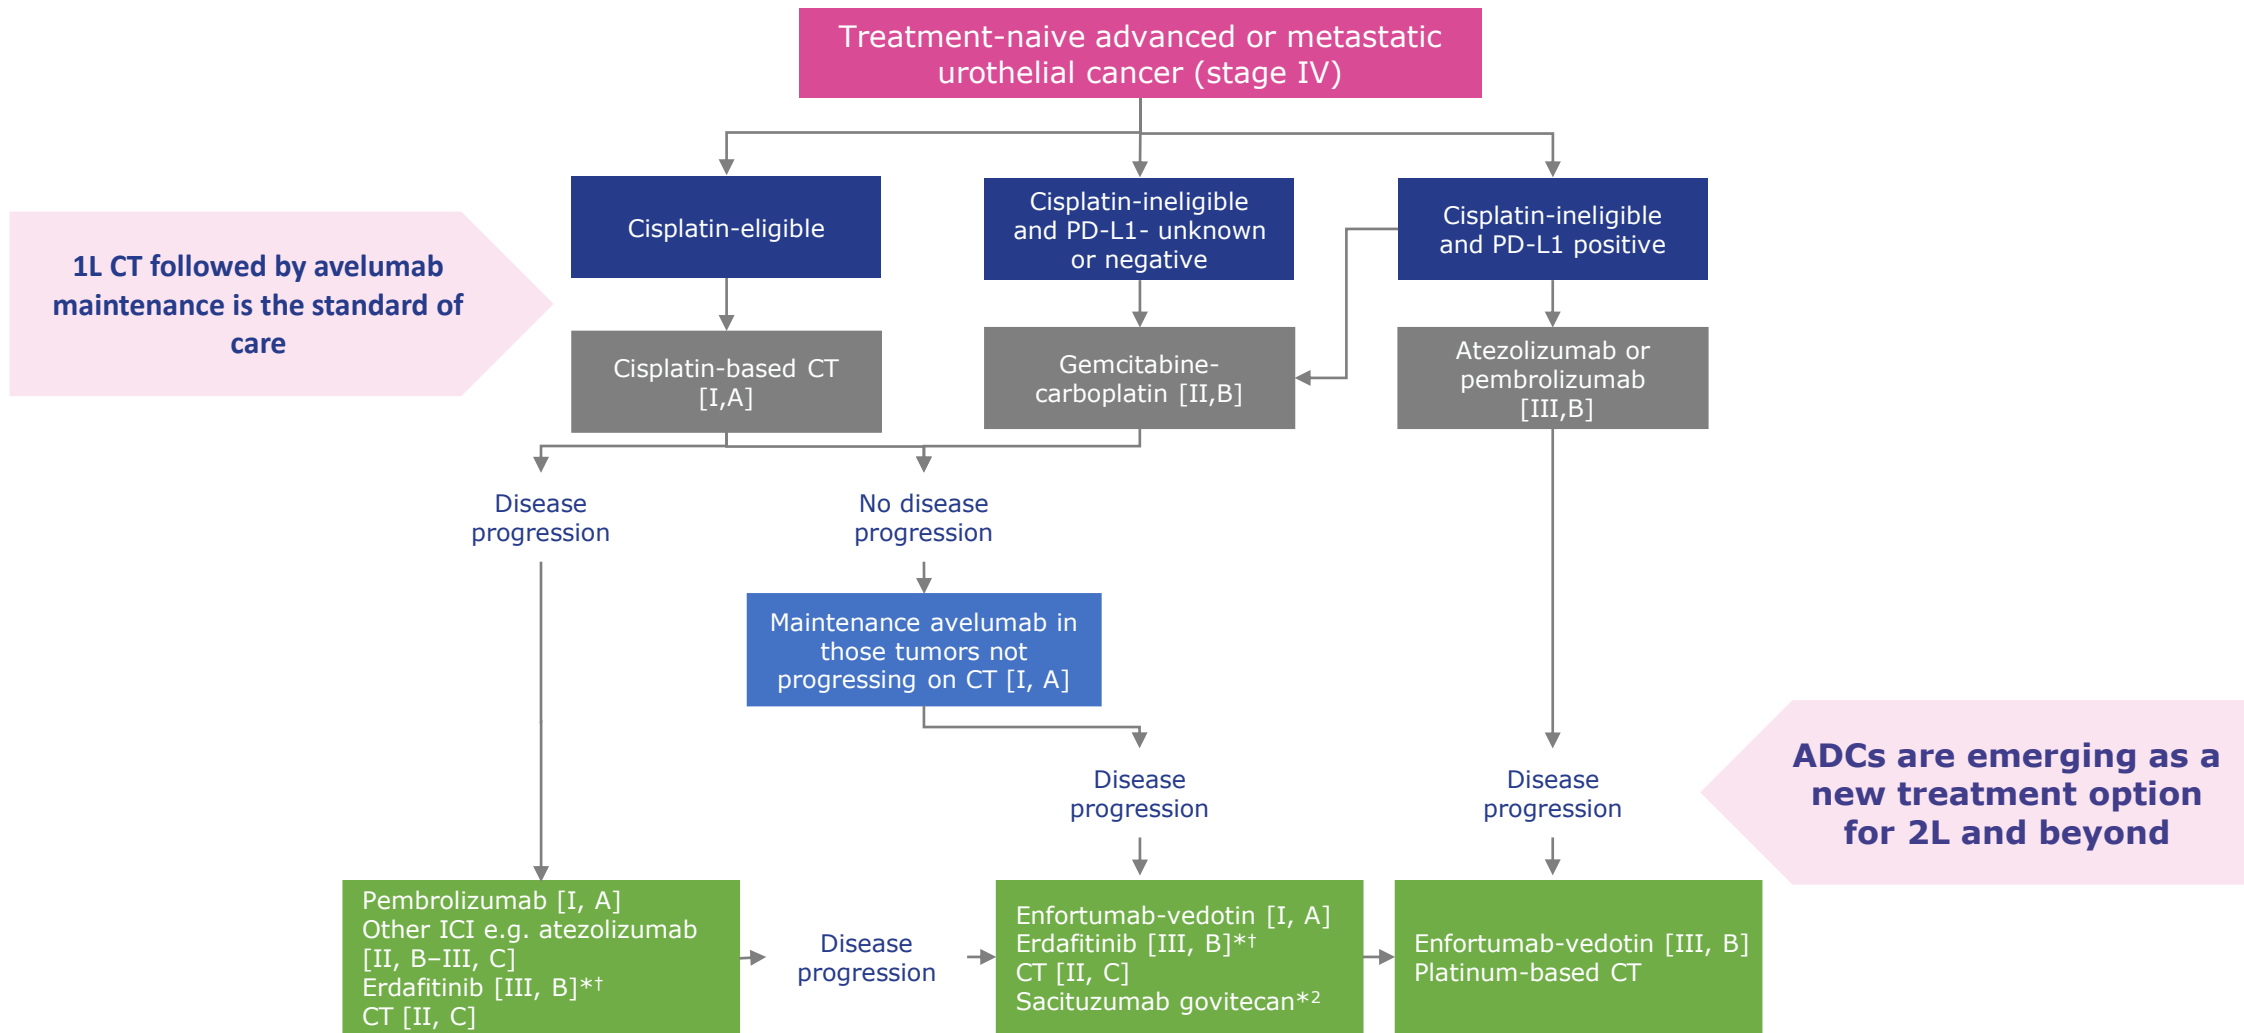 Treatment-naive advanced or metastatic
urothelial cancer (stage IV)
Cisplatin-eligible
Cisplatin-ineligible
and PD-L1- unknown
or negative
Cisplatin-ineligible
and PD-L1 positive
1L CT followed by avelumab
maintenance is the standard of
care
Cisplatin-based CT
[I,A]
Gemcitabine-
carboplatin [II,B]
Atezolizumab or
pembrolizumab
[III,B]
Disease
progression
No disease
progression
Maintenance avelumab in
those tumors not
progressing on CT [I, A]
Disease
progression
Disease
progression
ADCs are emerging as a
new treatment option
for 2L and beyond
Pembrolizumab [I, A]
Other ICI e.g. atezolizumab
[II, B–III, C]
Erdafitinib [III, B]*†
CT [II, C]
Disease
progression
Enfortumab-vedotin [I, A]
Erdafitinib [III, B]*†
CT [II, C]
Sacituzumab govitecan*²
Enfortumab-vedotin [III, B]
Platinum-based CT